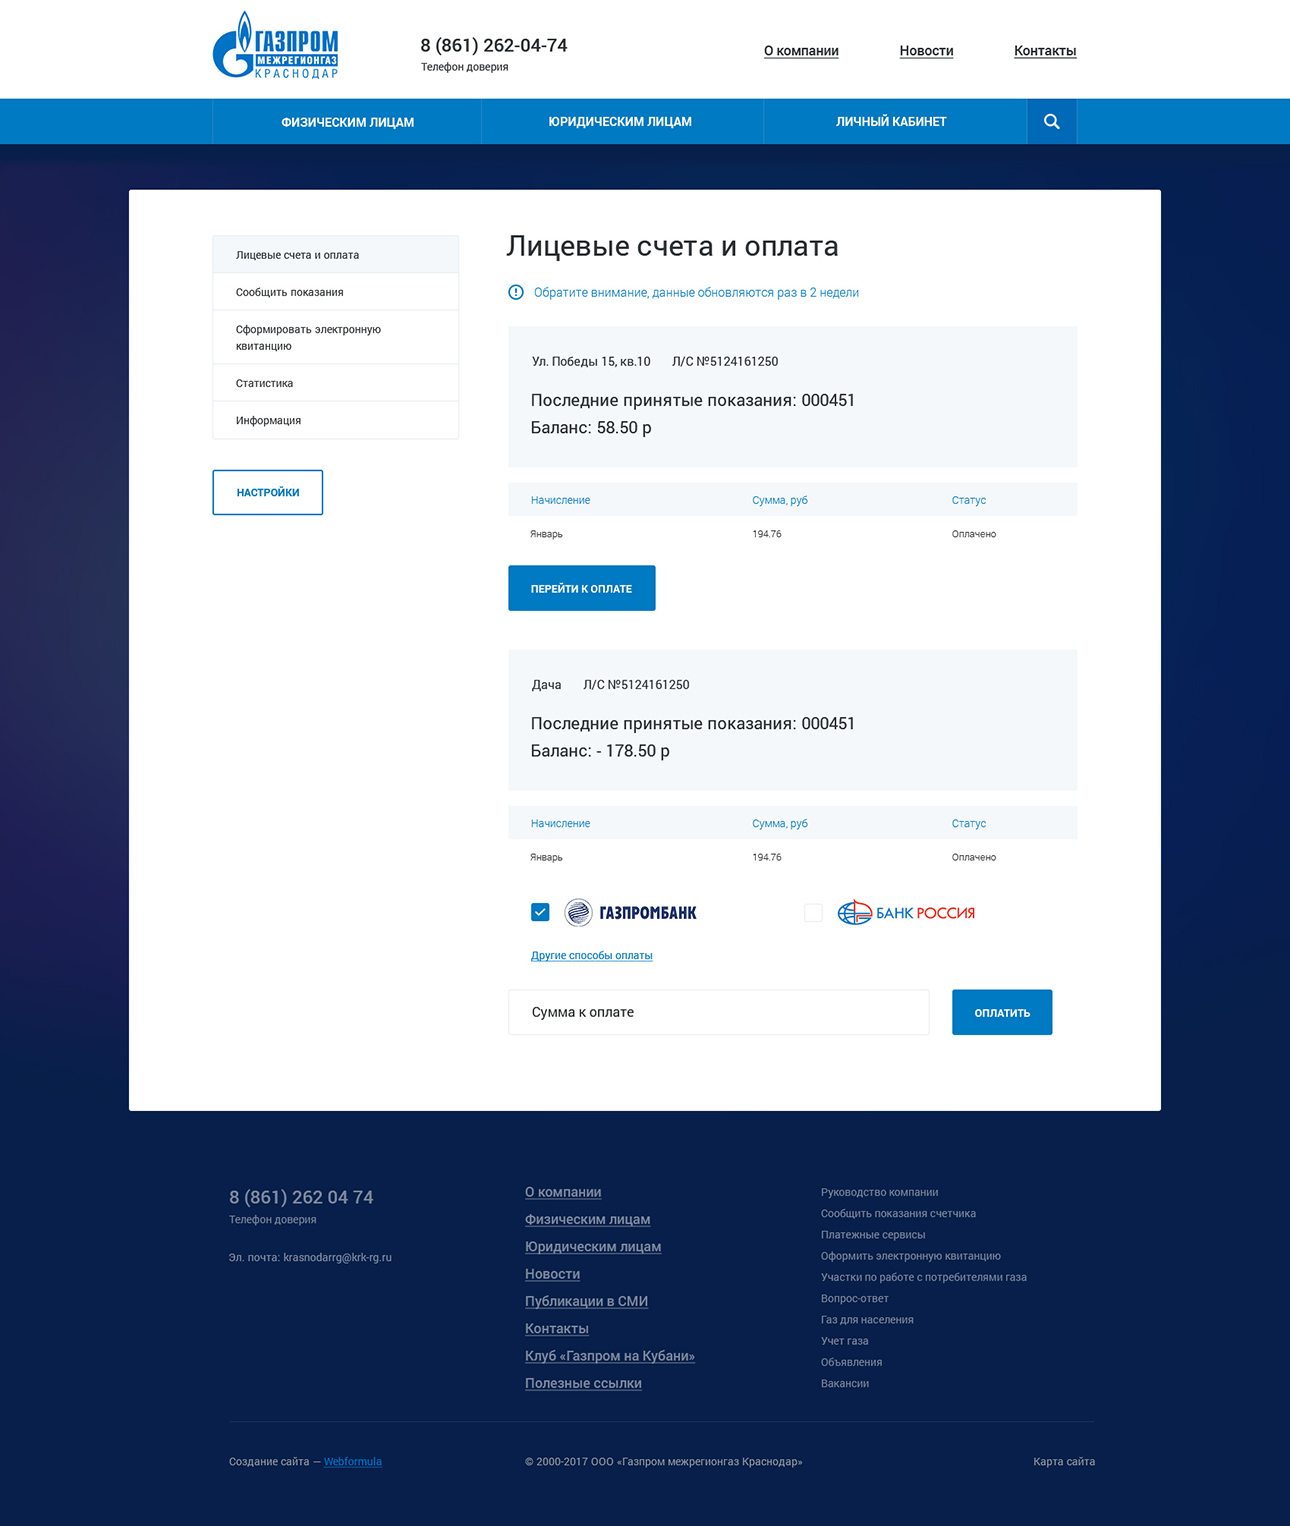 ГАЗПРОМ
МЕЖРЕГИОНГАЗ
КРАСНОДАР
8 (861) 262-04-74
Телефон доверия
О компании
Новости
Контакты
ФИЗИЧЕСКИМ ЛИЦАМ
ЮРИДИЧЕСКИМ ЛИЦАМ
ЛИЧНЫЙ КАБИНЕТ
Лицевые счета и оплата
Сообщить показания
Сформировать электронную
квитанцию
Статистика
Информация
НАСТРОЙКИ
Лицевые счета и оплата
Обратите внимание, данные обновляются раз в 2 недели
Ул. Победы 15, кв.10 Л/С №5124161250
Последние принятые показания: 000451
Баланс: 58.50 р
Начисление Сумма, руб Статус
Январь 194.76 Оплачено
ПЕРЕЙТИ К ОПЛАТЕ
Дача Л/С №5124161250
Последние принятые показания: 000451
Баланс: - 178.50 р
Начисление Сумма, руб Статус
Январь 194.76 Оплачено
ГАЗПРОМБАНК
БАНК РОССИЯ
Другие способы оплаты
Сумма к оплате
ОПЛАТИТЬ
8 (861) 262 04 74
Телефон доверия
Эл. почта: krasnodarrg@krk-rg.ru
О компании
Физическим лицам
Юридическим лицам
Новости
Публикации в СМИ
Контакты
Клуб «Газпром на Кубани»
Полезные ссылки
Руководство компании
Сообщить показания счетчика
Платежные сервисы
Оформить электронную квитанцию
Участки по работе с потребителями газа
Вопрос-ответ
Газ для населения
Учет газа
Объявления
Вакансии
Создание сайта — Webformula
© 2000-2017 ООО «Газпром межрегионгаз Краснодар»
Карта сайта